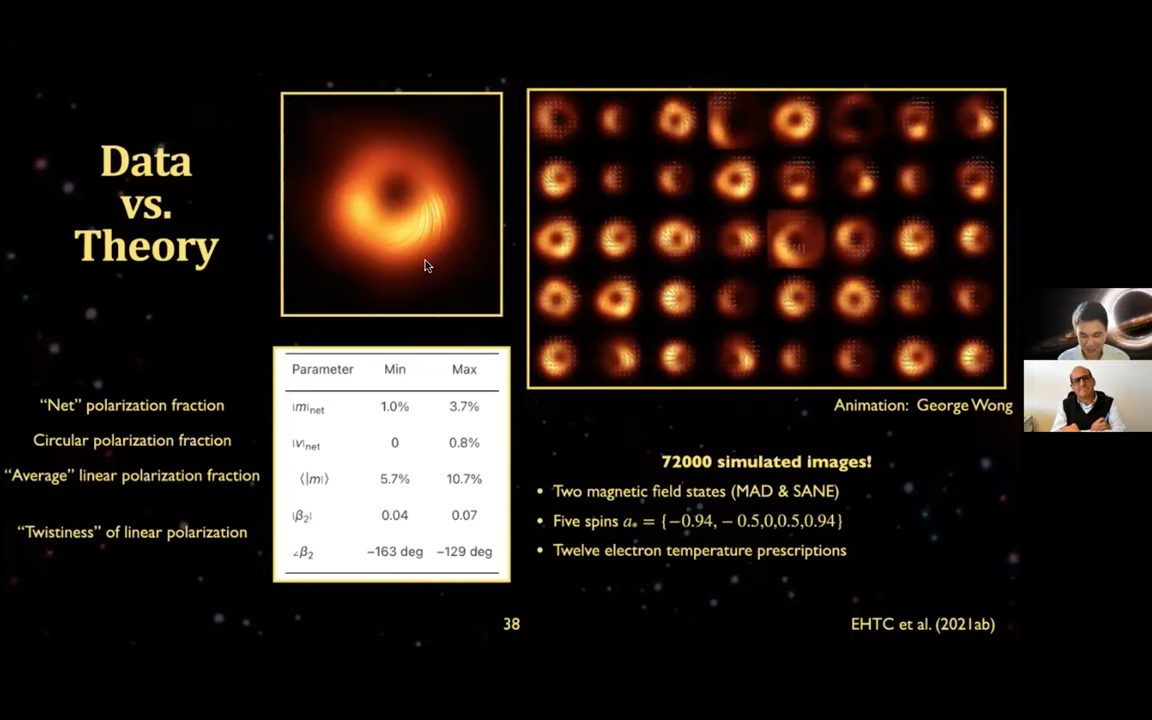 Data
vs.
Theory
Parameter Min Max
|m|net 1.0% 3.7%
|v|net 0 0.8%
⟨|m|⟩ 5.7% 10.7%
|β₂| 0.04 0.07
∠β₂ −163 deg −129 deg
“Net” polarization fraction
Circular polarization fraction
“Average” linear polarization fraction
“Twistiness” of linear polarization
Animation: George Wong
72000 simulated images!
• Two magnetic field states (MAD & SANE)
• Five spins a* = {−0.94, − 0.5,0,0.5,0.94}
• Twelve electron temperature prescriptions
38
EHTC et al. (2021ab)